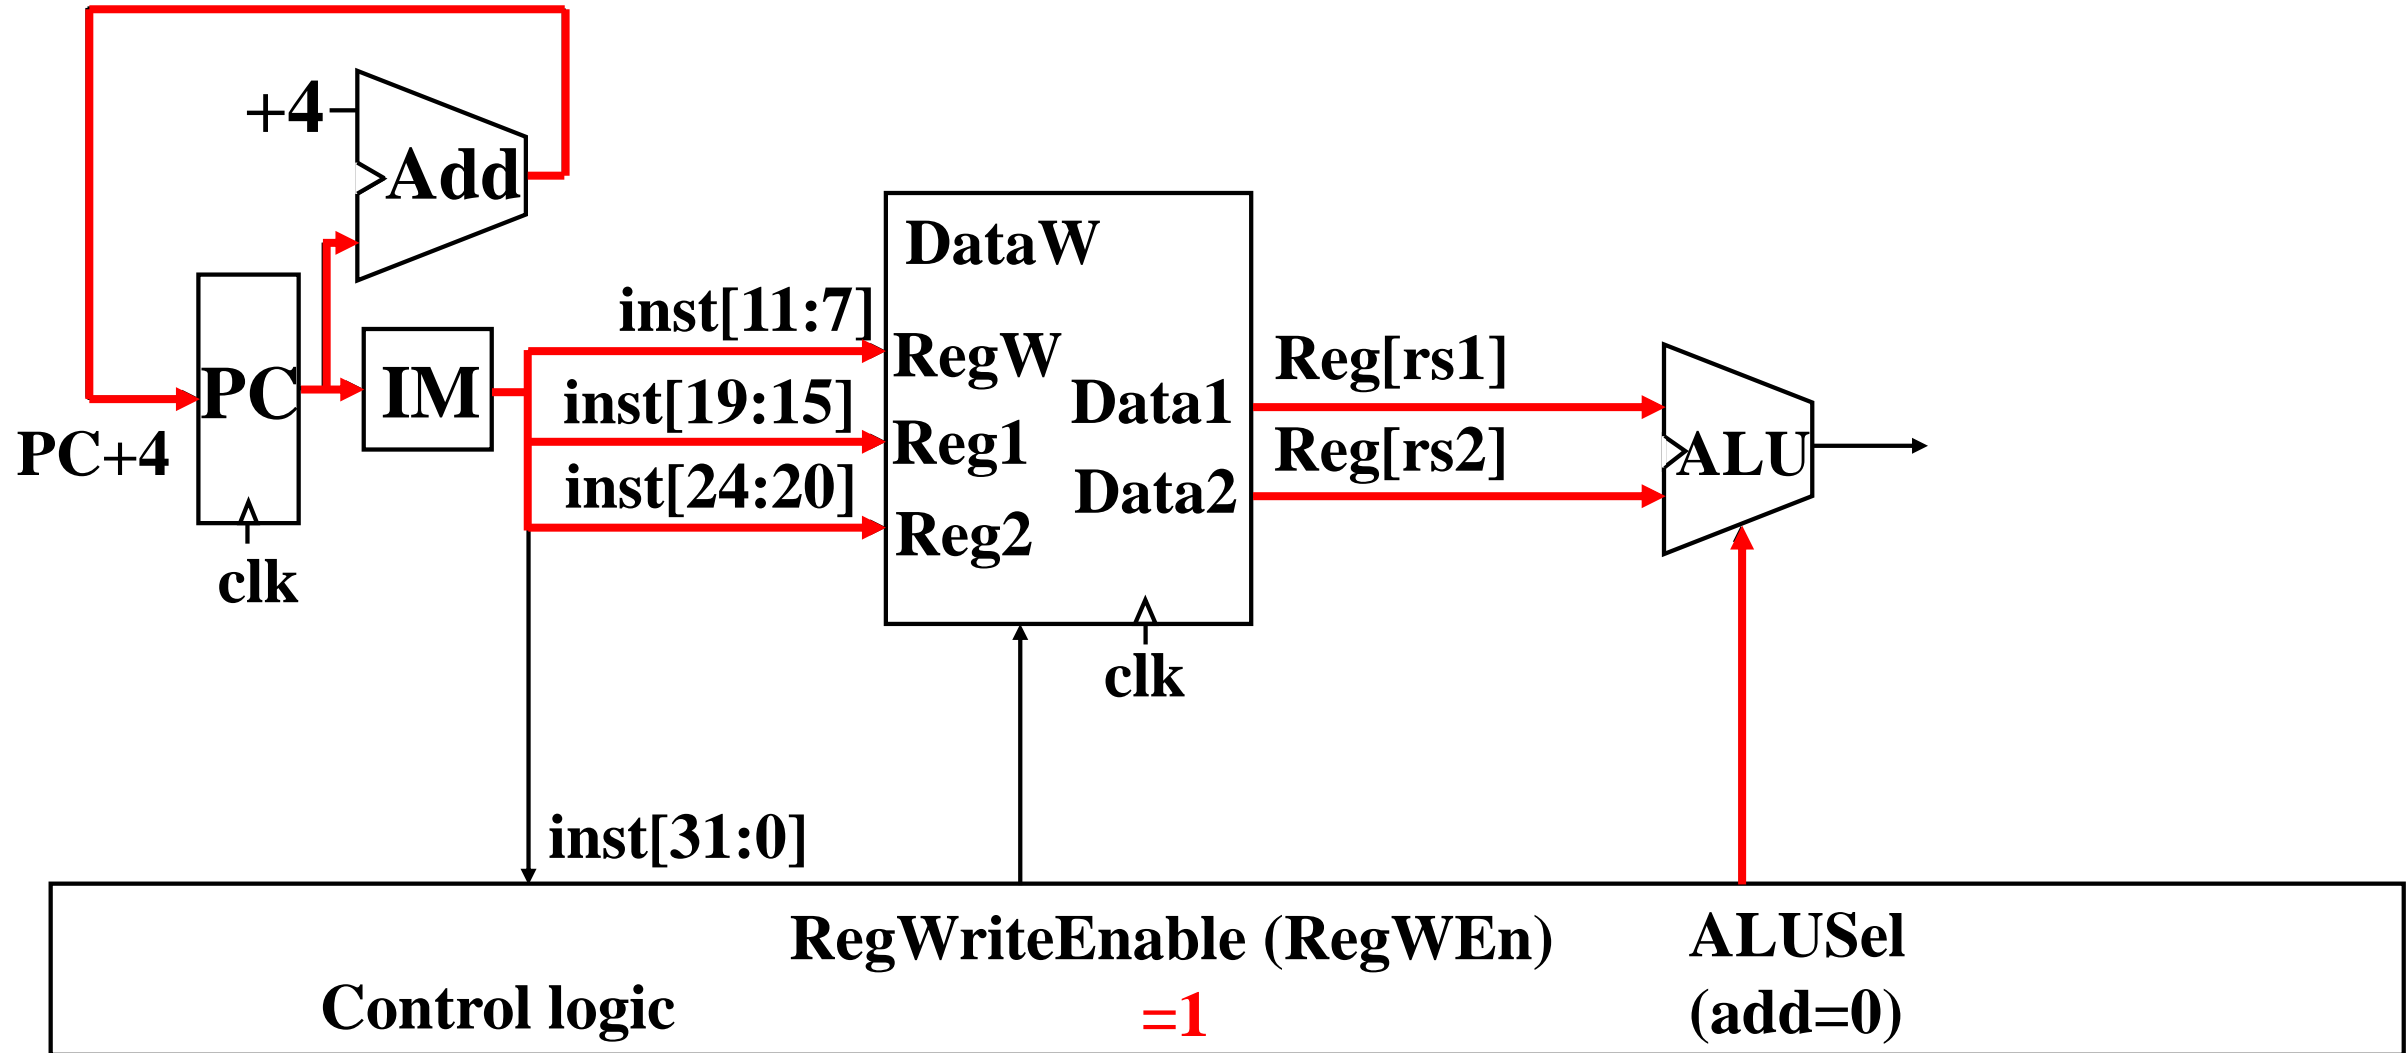 +4
Add
DataW
inst[11:7]
RegW
Reg[rs1]
PC
IM
inst[19:15]
Data1
Reg1
Reg[rs2]
ALU
PC+4
inst[24:20]
Data2
Reg2
clk
clk
inst[31:0]
RegWriteEnable (RegWEn)
ALUSel
Control logic
=1
(add=0)